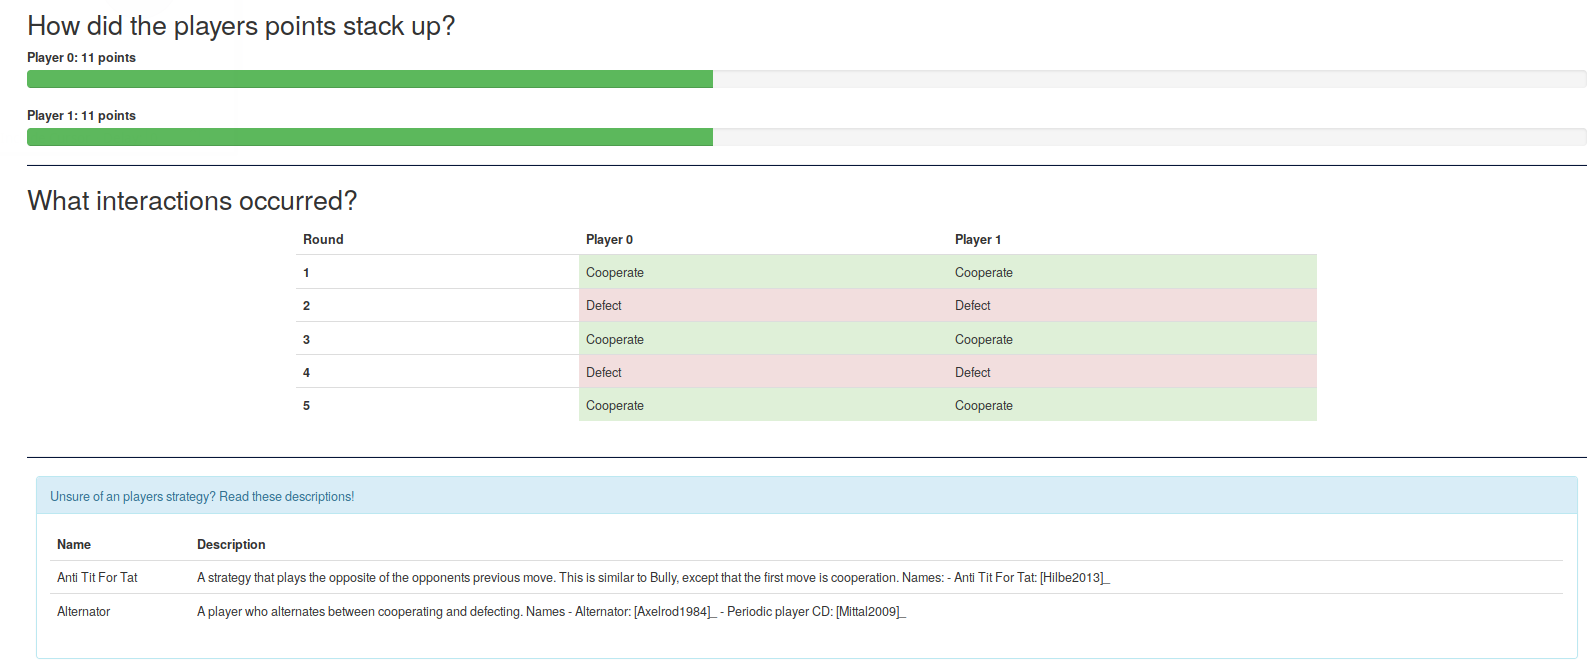 How did the players points stack up?
Player 0: 11 points
Player 1: 11 points
What interactions occurred?
Round Player 0 Player 1
1 Cooperate Cooperate
2 Defect Defect
3 Cooperate Cooperate
4 Defect Defect
5 Cooperate Cooperate
Unsure of an players strategy? Read these descriptions!
Name Description
Anti Tit For Tat A strategy that plays the opposite of the opponents previous move. This is similar to Bully, except that the first move is cooperation. Names: - Anti Tit For Tat: [Hilbe2013]_
Alternator A player who alternates between cooperating and defecting. Names - Alternator: [Axelrod1984]_ - Periodic player CD: [Mittal2009]_